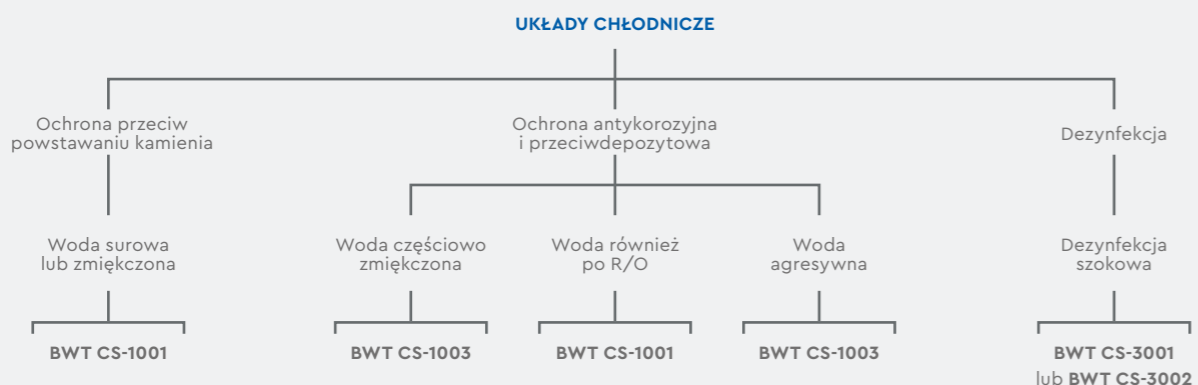 UKŁADY CHŁODNICZE
Ochrona przeciw
powstawaniu kamienia
Ochrona antykorozyjna
i przeciwdepozytowa
Dezynfekcja
Woda surowa
lub zmiękczona
Woda częściowo
zmiękczona
Woda również
po R/O
Woda
agresywna
Dezynfekcja
szokowa
BWT CS-1001
BWT CS-1003
BWT CS-1001
BWT CS-1003
BWT CS-3001
lub BWT CS-3002